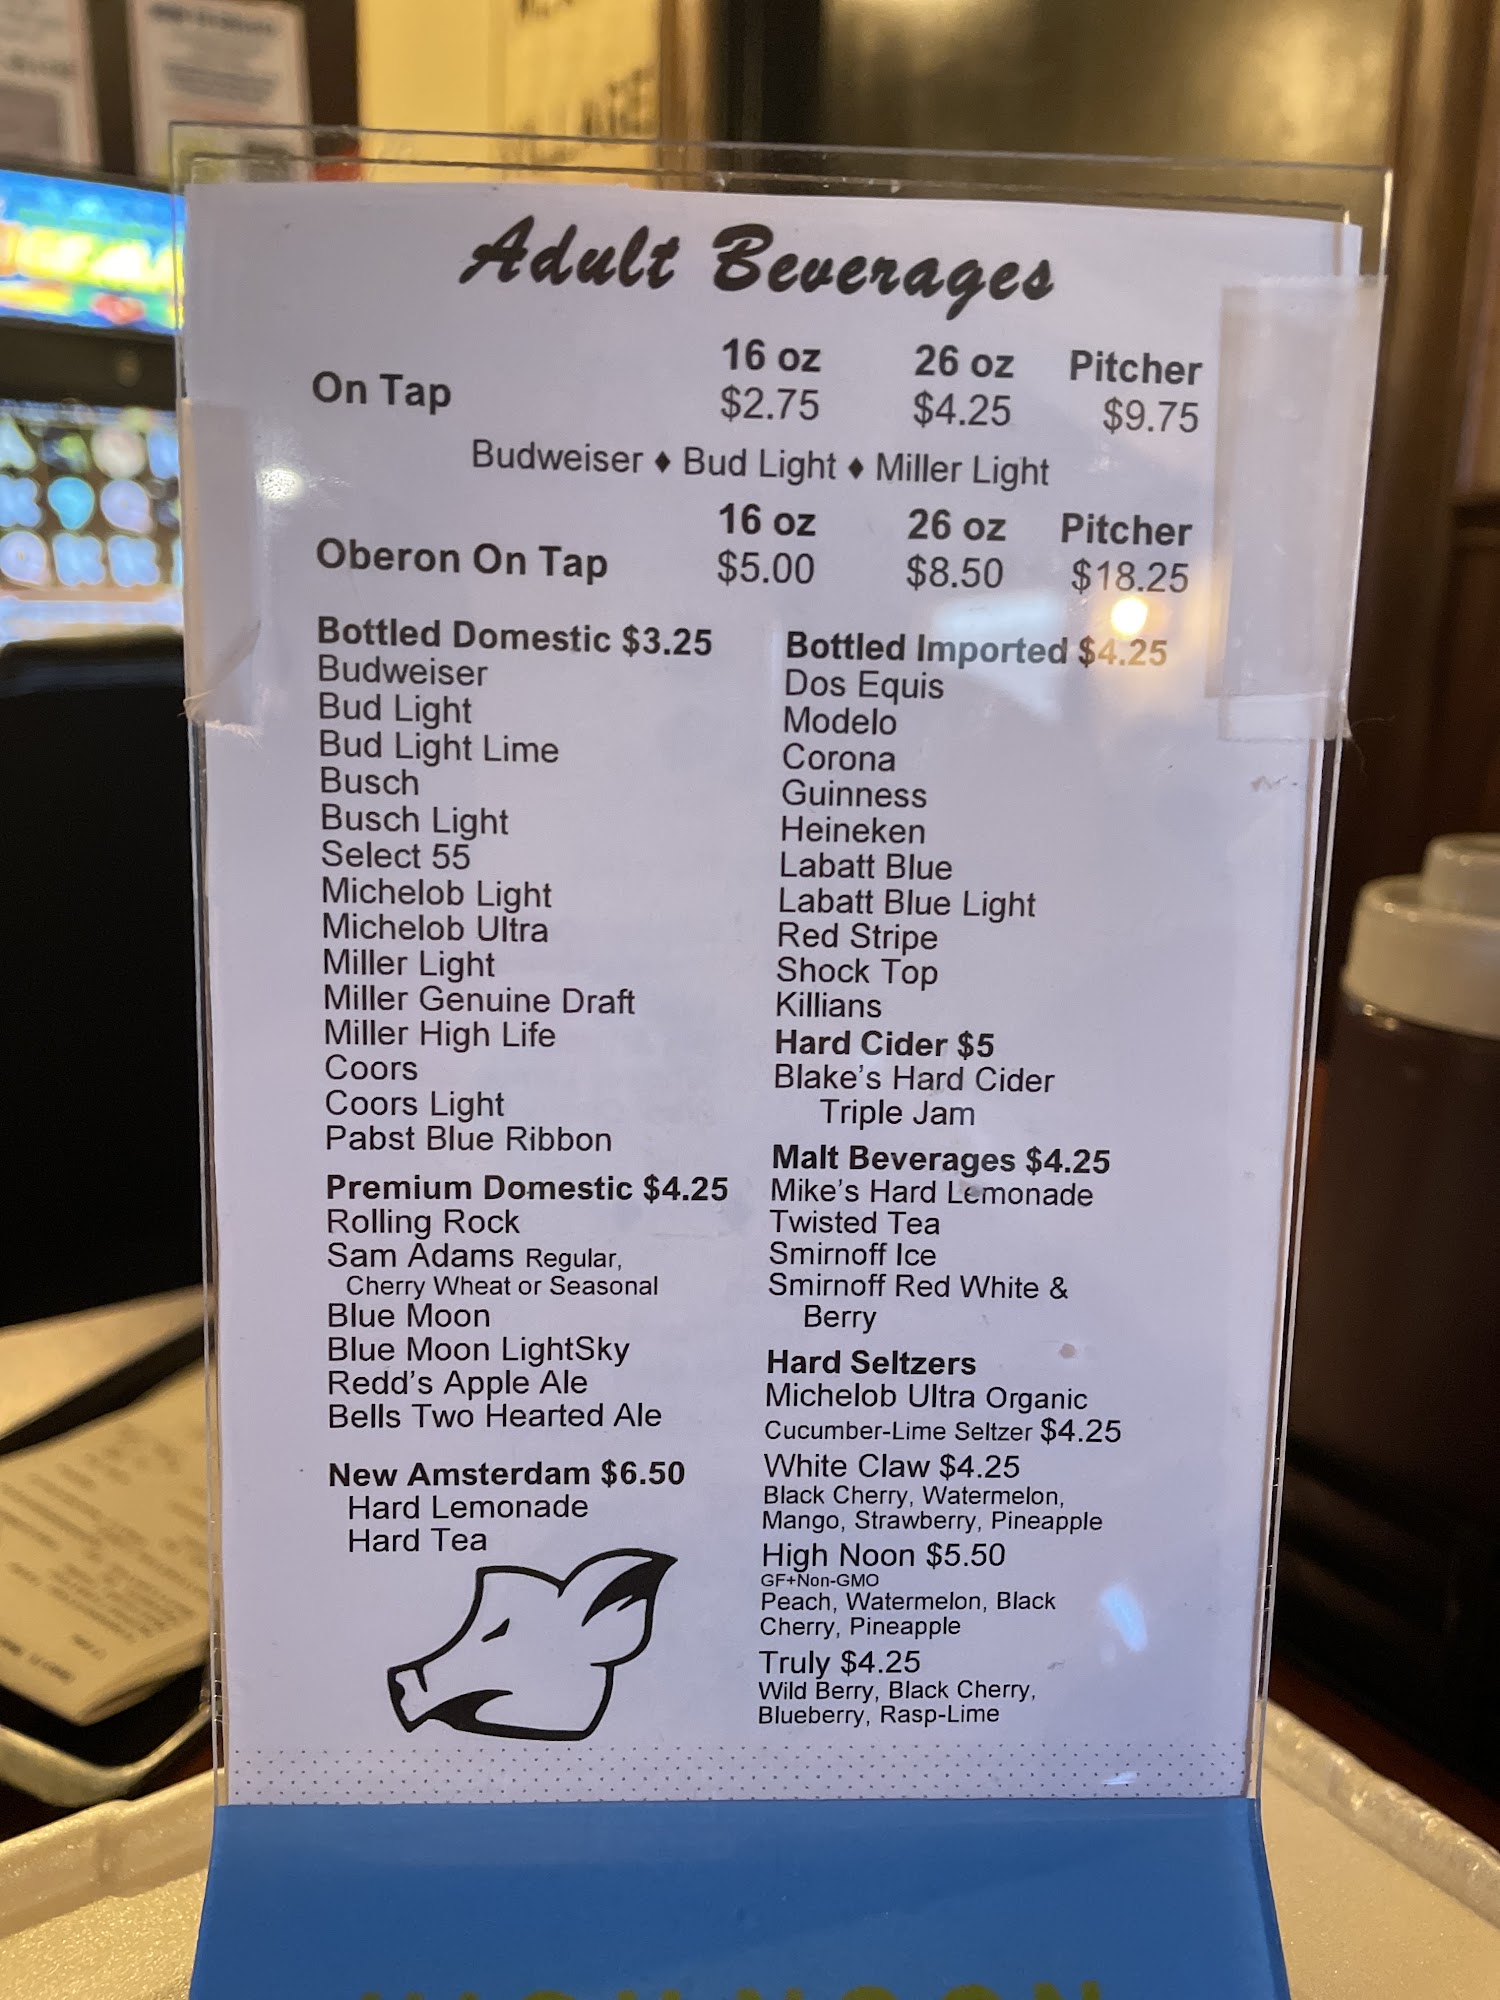 Adult Beverages
16 oz 26 oz Pitcher
On Tap $2.75 $4.25 $9.75
Budweiser ♦ Bud Light ♦ Miller Light
16 oz 26 oz Pitcher
Oberon On Tap $5.00 $8.50 $18.25
Bottled Domestic $3.25
Budweiser
Bud Light
Bud Light Lime
Busch
Busch Light
Select 55
Michelob Light
Michelob Ultra
Miller Light
Miller Genuine Draft
Miller High Life
Coors
Coors Light
Pabst Blue Ribbon
Premium Domestic $4.25
Rolling Rock
Sam Adams Regular,
Cherry Wheat or Seasonal
Blue Moon
Blue Moon LightSky
Redd's Apple Ale
Bells Two Hearted Ale
New Amsterdam $6.50
Hard Lemonade
Hard Tea
Bottled Imported $4.25
Dos Equis
Modelo
Corona
Guinness
Heineken
Labatt Blue
Labatt Blue Light
Red Stripe
Shock Top
Killians
Hard Cider $5
Blake's Hard Cider
Triple Jam
Malt Beverages $4.25
Mike's Hard Lemonade
Twisted Tea
Smirnoff Ice
Smirnoff Red White &
Berry
Hard Seltzers
Michelob Ultra Organic
Cucumber-Lime Seltzer $4.25
White Claw $4.25
Black Cherry, Watermelon,
Mango, Strawberry, Pineapple
High Noon $5.50
GF+Non-GMO
Peach, Watermelon, Black
Cherry, Pineapple
Truly $4.25
Wild Berry, Black Cherry,
Blueberry, Rasp-Lime